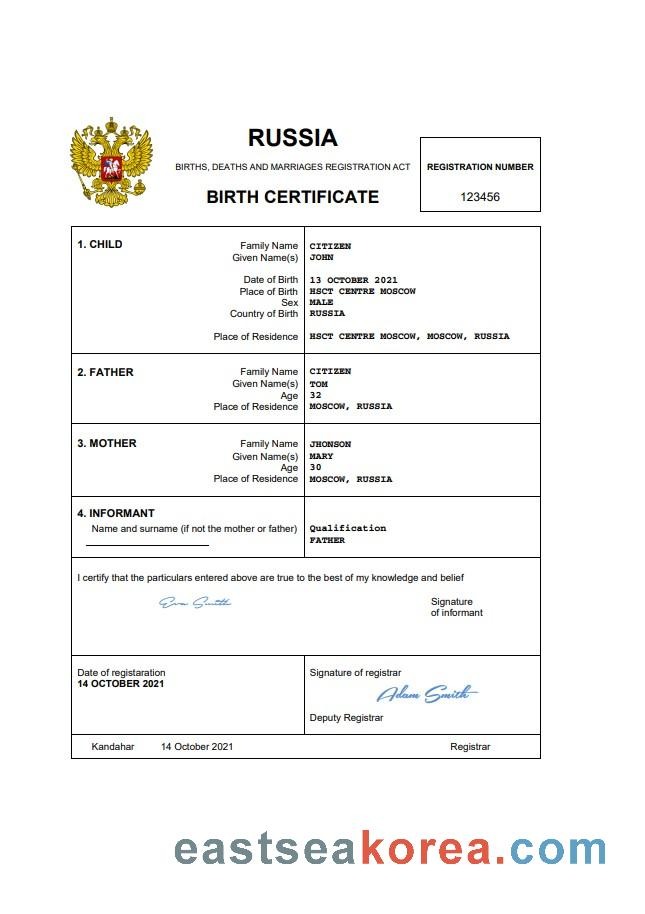 RUSSIA
BIRTHS, DEATHS AND MARRIAGES REGISTRATION ACT
BIRTH CERTIFICATE
REGISTRATION NUMBER
123456
1. CHILD
Family Name CITIZEN
Given Name(s) JOHN
Date of Birth 13 OCTOBER 2021
Place of Birth HSCT CENTRE MOSCOW
Sex MALE
Country of Birth RUSSIA
Place of Residence HSCT CENTRE MOSCOW, MOSCOW, RUSSIA
2. FATHER
Family Name CITIZEN
Given Name(s) TOM
Age 32
Place of Residence MOSCOW, RUSSIA
3. MOTHER
Family Name JHONSON
Given Name(s) MARY
Age 30
Place of Residence MOSCOW, RUSSIA
4. INFORMANT
Name and surname (if not the mother or father) Qualification
FATHER
I certify that the particulars entered above are true to the best of my knowledge and belief
Eva Smith
Signature
of informant
Date of registaration
14 OCTOBER 2021
Signature of registrar
Adam Smith
Deputy Registrar
Kandahar 14 October 2021 Registrar
eastseakorea.com